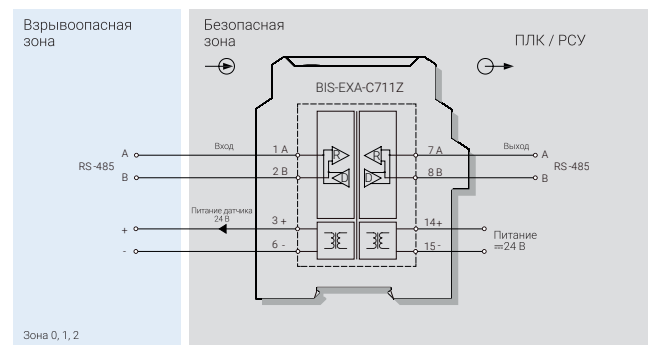 Взрывоопасная
зона
Безопасная
зона
ПЛК / РСУ
BIS-EXA-C711Z
Вход
Выход
A
1 A
R
R
7 A
A
RS-485
RS-485
B
2 B
D
D
8 B
B
Питание датчика
24 В
+
3 +
14+
Питание
⎓24 В
-
6 -
15-
Зона 0, 1, 2